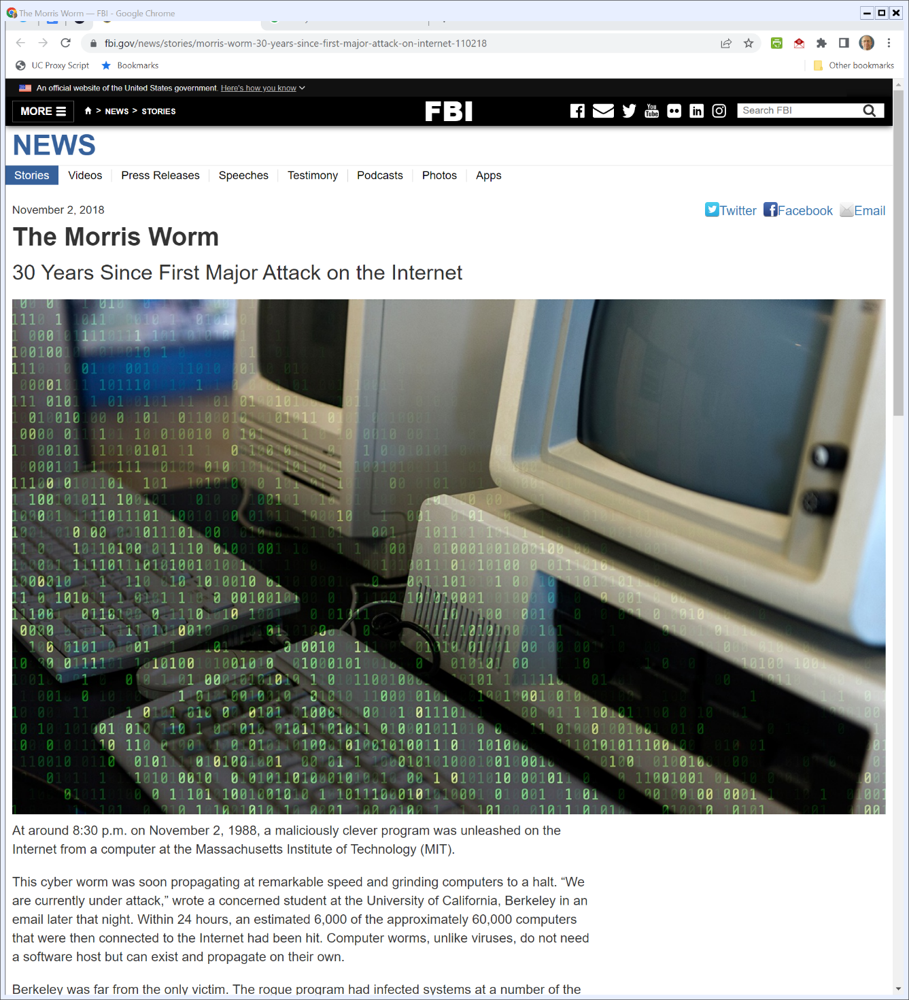 The Morris Worm — FBI - Google Chrome
fbi.gov/news/stories/morris-worm-30-years-since-first-major-attack-on-internet-110218
UC Proxy Script Bookmarks Other bookmarks
An official website of the United States government. Here's how you know
MORE > NEWS > STORIES FBI You Tube Search FBI
NEWS
Stories Videos Press Releases Speeches Testimony Podcasts Photos Apps
November 2, 2018 Twitter Facebook Email
The Morris Worm
30 Years Since First Major Attack on the Internet
At around 8:30 p.m. on November 2, 1988, a maliciously clever program was unleashed on the
Internet from a computer at the Massachusetts Institute of Technology (MIT).
This cyber worm was soon propagating at remarkable speed and grinding computers to a halt. “We
are currently under attack,” wrote a concerned student at the University of California, Berkeley in an
email later that night. Within 24 hours, an estimated 6,000 of the approximately 60,000 computers
that were then connected to the Internet had been hit. Computer worms, unlike viruses, do not need
a software host but can exist and propagate on their own.
Berkeley was far from the only victim. The rogue program had infected systems at a number of the